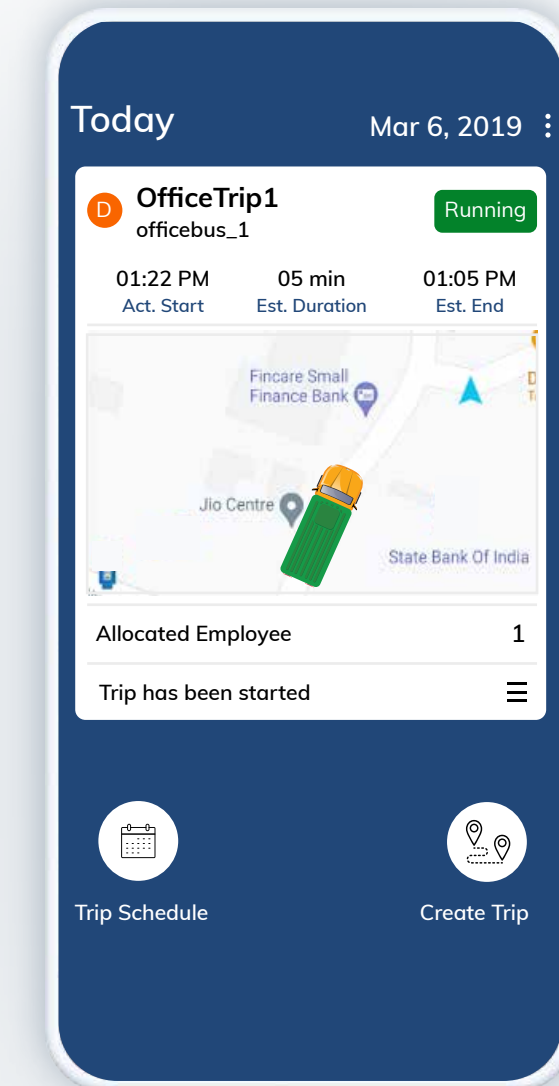 Today
Mar 6, 2019
D
OfficeTrip1
officebus_1
Running
01:22 PM
05 min
01:05 PM
Act. Start
Est. Duration
Est. End
Fincare Small
Finance Bank
D
Jio Centre
State Bank Of India
Allocated Employee
1
Trip has been started
Trip Schedule
Create Trip